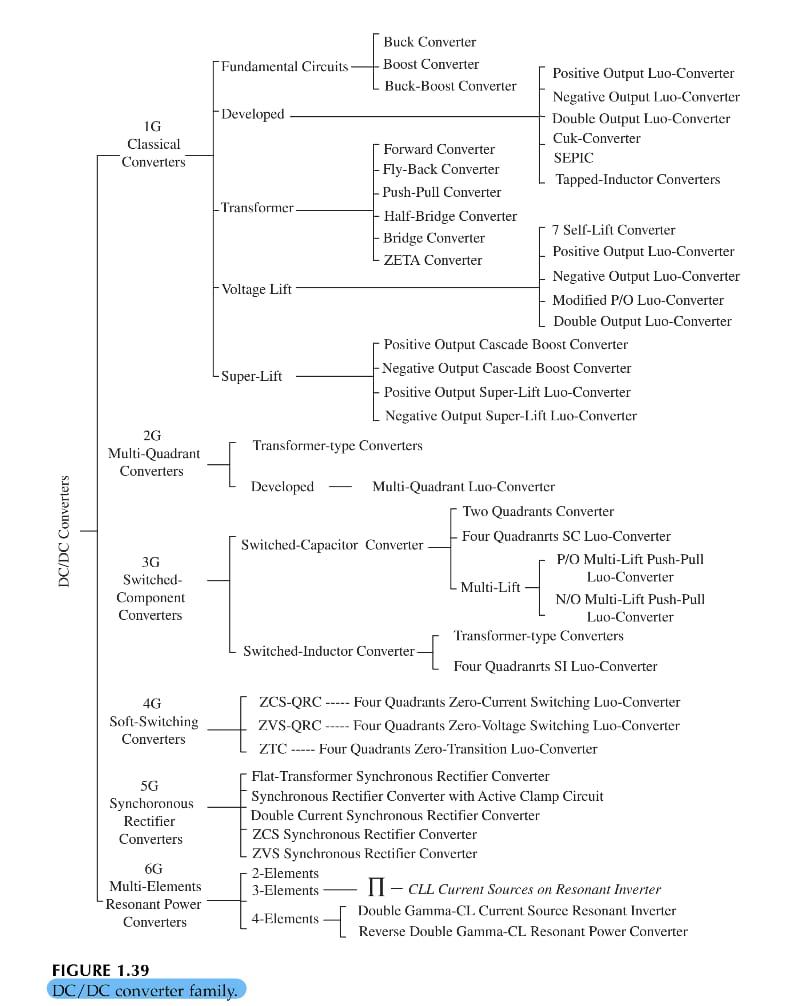 Buck Converter
Fundamental Circuits
Boost Converter
Buck-Boost Converter
Positive Output Luo-Converter
Negative Output Luo-Converter
Developed
Double Output Luo-Converter
Cuk-Converter
SEPIC
Tapped-Inductor Converters
1G
Classical
Converters
Forward Converter
Fly-Back Converter
Push-Pull Converter
Transformer
Half-Bridge Converter
Bridge Converter
ZETA Converter
7 Self-Lift Converter
Positive Output Luo-Converter
Negative Output Luo-Converter
Voltage Lift
Modified P/O Luo-Converter
Double Output Luo-Converter
Positive Output Cascade Boost Converter
Negative Output Cascade Boost Converter
Super-Lift
Positive Output Super-Lift Luo-Converter
Negative Output Super-Lift Luo-Converter
2G
Multi-Quadrant
Converters
Transformer-type Converters
Developed — Multi-Quadrant Luo-Converter
DC/DC Converters
3G
Switched-
Component
Converters
Switched-Capacitor Converter
Two Quadrants Converter
Four Quadranrts SC Luo-Converter
Multi-Lift
P/O Multi-Lift Push-Pull
Luo-Converter
N/O Multi-Lift Push-Pull
Luo-Converter
Switched-Inductor Converter
Transformer-type Converters
Four Quadranrts SI Luo-Converter
4G
Soft-Switching
Converters
ZCS-QRC ----- Four Quadrants Zero-Current Switching Luo-Converter
ZVS-QRC ----- Four Quadrants Zero-Voltage Switching Luo-Converter
ZTC ----- Four Quadrants Zero-Transition Luo-Converter
5G
Synchoronous
Rectifier
Converters
Flat-Transformer Synchronous Rectifier Converter
Synchronous Rectifier Converter with Active Clamp Circuit
Double Current Synchronous Rectifier Converter
ZCS Synchronous Rectifier Converter
ZVS Synchronous Rectifier Converter
6G
Multi-Elements
Resonant Power
Converters
2-Elements
3-Elements — ∏ – CLL Current Sources on Resonant Inverter
4-Elements
Double Gamma-CL Current Source Resonant Inverter
Reverse Double Gamma-CL Resonant Power Converter
FIGURE 1.39
DC/DC converter family.